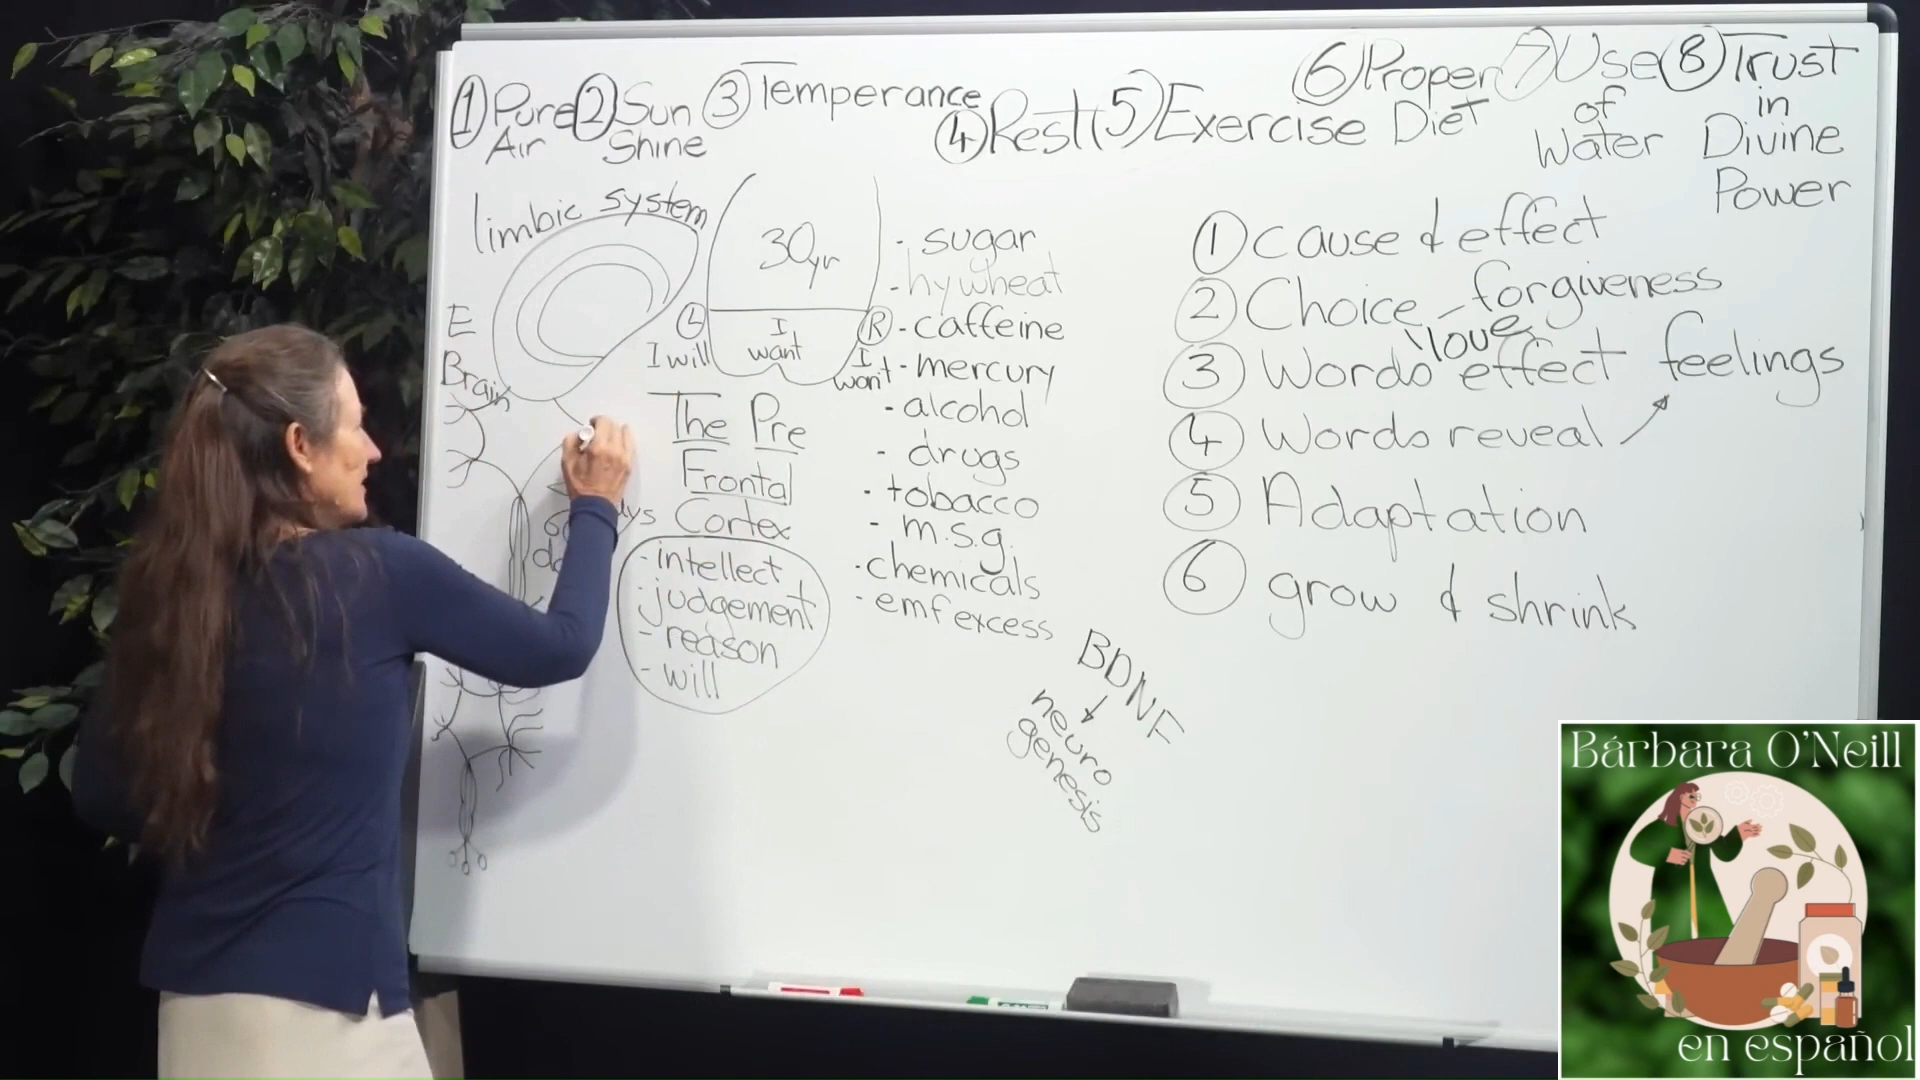 ① Pure Air
② Sun Shine
③ Temperance
④ Rest
⑤ Exercise
⑥ Proper Diet
⑦ Use of Water
⑧ Trust in Divine Power
limbic system
E
Brain
30yr
Ⓛ
I will
I want
Ⓡ
I won't
The Pre
Frontal
Cortex
- intellect
- judgement
- reason
- will
- sugar
- hywheat
- caffeine
- mercury
- alcohol
- drugs
- tobacco
- m.s.g.
- chemicals
- emf excess
① cause & effect
② Choice - forgiveness
love
③ Words effect feelings
④ Words reveal
⑤ Adaptation
⑥ grow & shrink
BDNF
↓
neuro
genesis
Bárbara O'Neill
en español